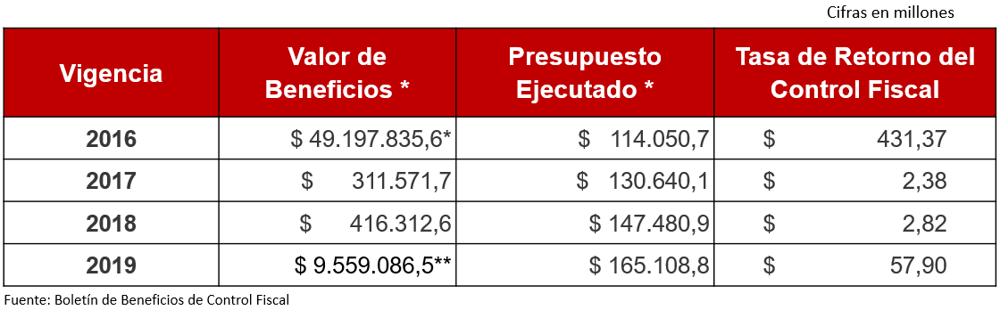 Cifras en millones
Vigencia Valor de Beneficios * Presupuesto Ejecutado * Tasa de Retorno del Control Fiscal
2016 $ 49.197.835,6* $ 114.050,7 $ 431,37
2017 $ 311.571,7 $ 130.640,1 $ 2,38
2018 $ 416.312,6 $ 147.480,9 $ 2,82
2019 $ 9.559.086,5** $ 165.108,8 $ 57,90
Fuente: Boletín de Beneficios de Control Fiscal